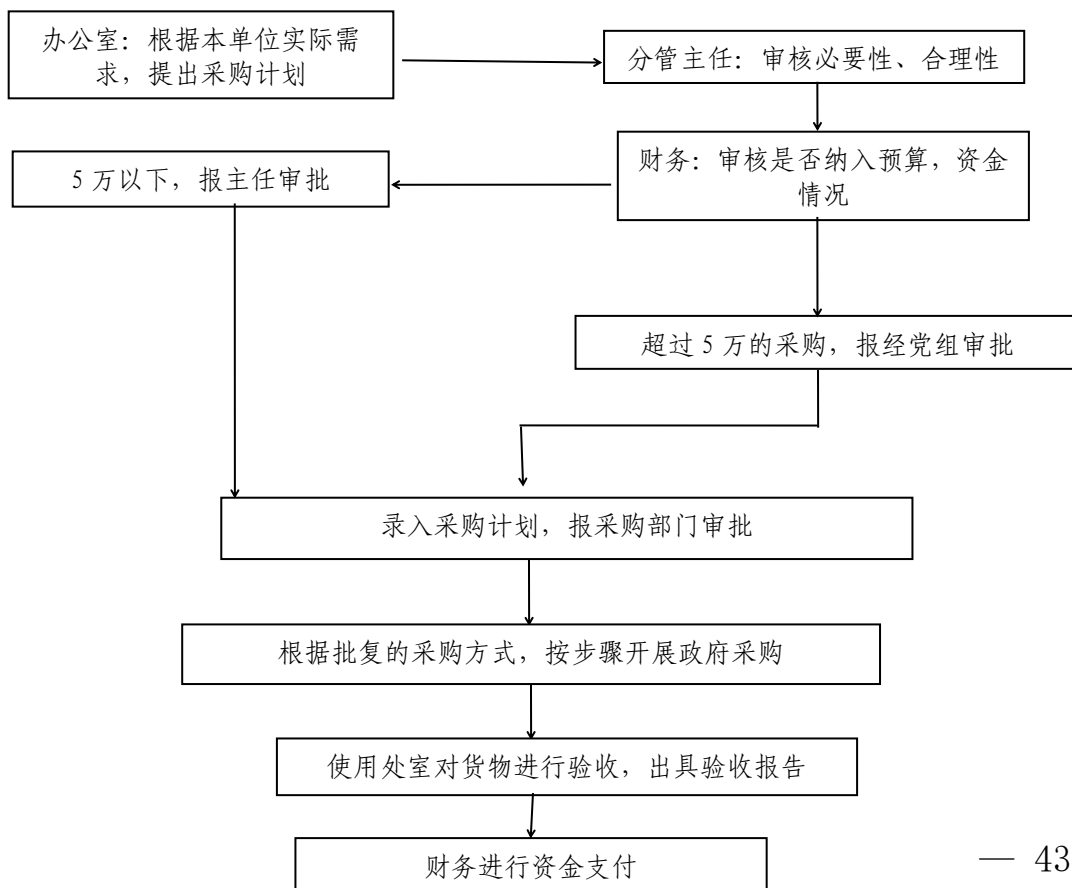 办公室：根据本单位实际需
求，提出采购计划
分管主任：审核必要性、合理性
财务：审核是否纳入预算，资金
情况
5 万以下，报主任审批
超过 5 万的采购，报经党组审批
录入采购计划，报采购部门审批
根据批复的采购方式，按步骤开展政府采购
使用处室对货物进行验收，出具验收报告
财务进行资金支付
— 43